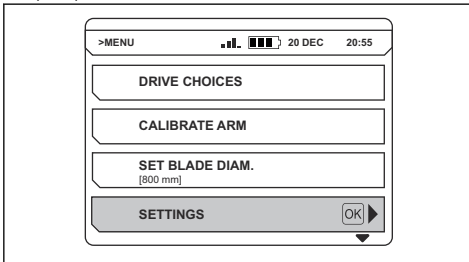 >MENU 20 DEC 20:55
DRIVE CHOICES
CALIBRATE ARM
SET BLADE DIAM.
[800 mm]
SETTINGS OK